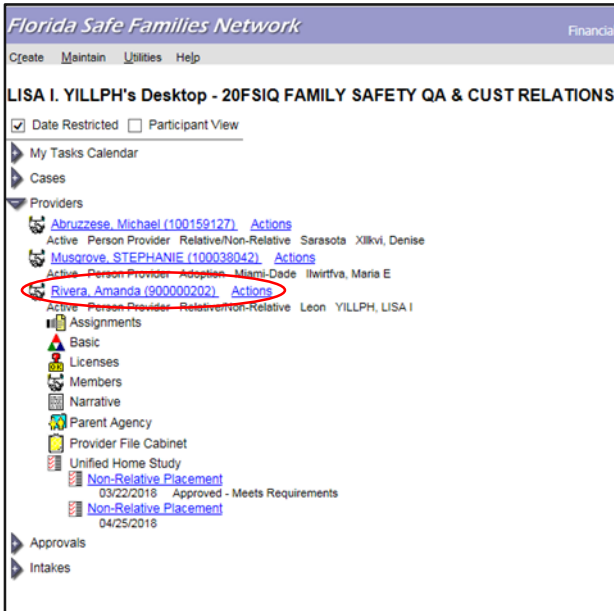 Florida Safe Families Network
Financia
Create Maintain Utilities Help
LISA I. YILLPH's Desktop - 20FSIQ FAMILY SAFETY QA & CUST RELATIONS
Date Restricted Participant View
My Tasks Calendar
Cases
Providers
Abruzzese, Michael (100159127) Actions
Active Person Provider Relative/Non-Relative Sarasota Xllkvi, Denise
Musgrove, STEPHANIE (100038042) Actions
Active Person Provider Adoption Miami-Dade Ilwirtfva, Maria E
Rivera, Amanda (900000202) Actions
Active Person Provider Relative/Non-Relative Leon YILLPH, LISA I
Assignments
Basic
Licenses
Members
Narrative
Parent Agency
Provider File Cabinet
Unified Home Study
Non-Relative Placement
03/22/2018 Approved - Meets Requirements
Non-Relative Placement
04/25/2018
Approvals
Intakes